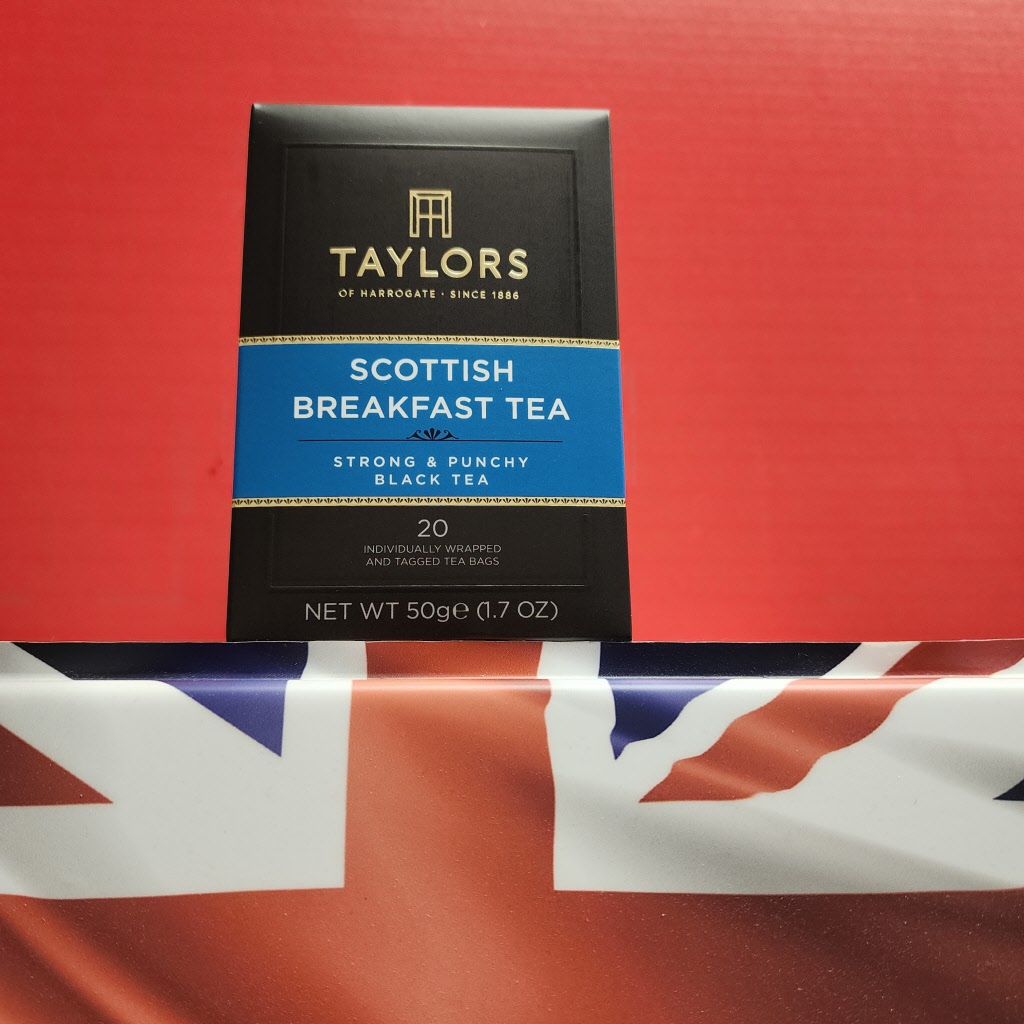 TAYLORS
OF HARROGATE · SINCE 1886
SCOTTISH
BREAKFAST TEA
STRONG & PUNCHY
BLACK TEA
20
INDIVIDUALLY WRAPPED
AND TAGGED TEA BAGS
NET WT 50g℮ (1.7 OZ)